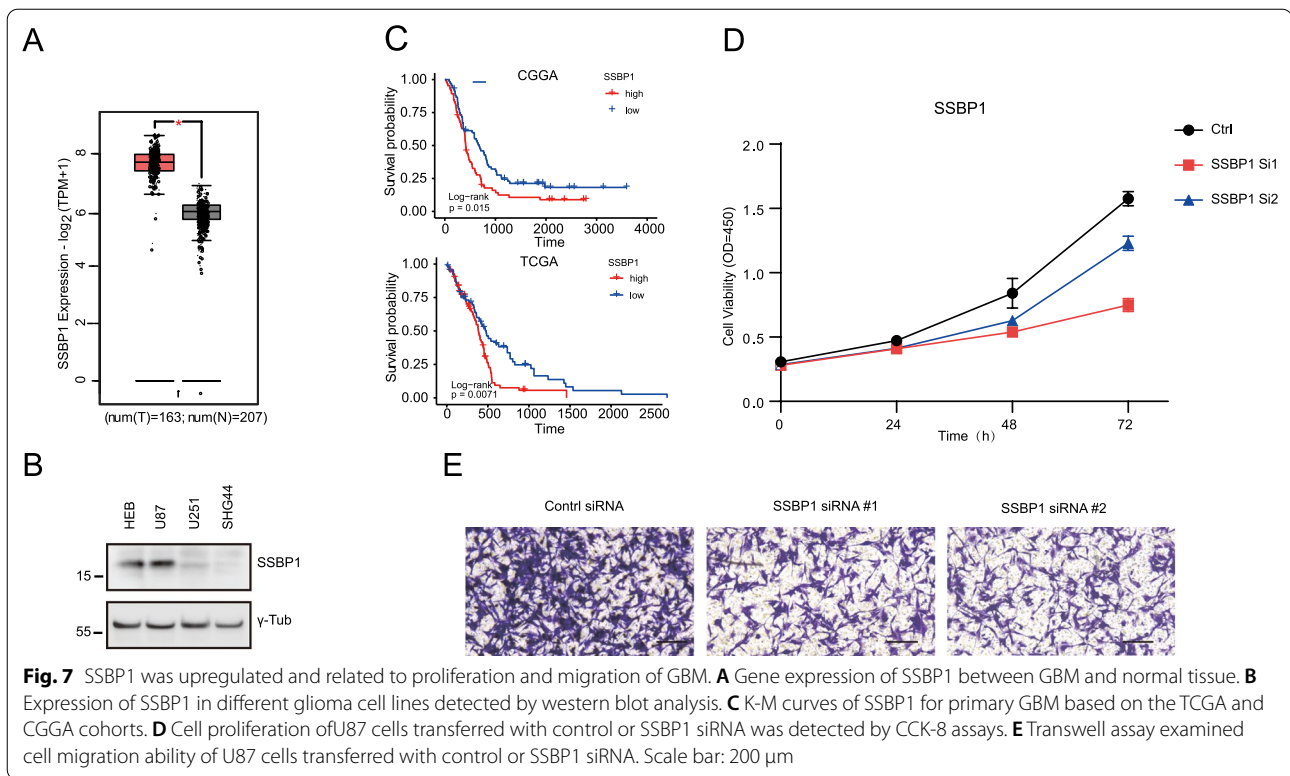 A
SSBP1 Expression - log2 (TPM+1)
8
6
4
2
0
*
(num(T)=163; num(N)=207)
B
HEB
U87
U251
SHG44
SSBP1
15
γ-Tub
55
C
CGGA
SSBP1
high
low
Survival probability
1.00
0.75
0.50
0.25
0.00
Log-rank
p = 0.015
0 1000 2000 3000 4000
Time
TCGA
SSBP1
high
low
Survival probability
1.00
0.75
0.50
0.25
0.00
Log-rank
p = 0.0071
0 500 1000 1500 2000 2500
Time
D
SSBP1
Ctrl
SSBP1 Si1
SSBP1 Si2
Cell Viability (OD=450)
2.0
1.5
1.0
0.5
0.0
0 24 48 72
Time (h)
E
Contrl siRNA
SSBP1 siRNA #1
SSBP1 siRNA #2
Fig. 7 SSBP1 was upregulated and related to proliferation and migration of GBM. A Gene expression of SSBP1 between GBM and normal tissue. B
Expression of SSBP1 in different glioma cell lines detected by western blot analysis. C K-M curves of SSBP1 for primary GBM based on the TCGA and
CGGA cohorts. D Cell proliferation ofU87 cells transferred with control or SSBP1 siRNA was detected by CCK-8 assays. E Transwell assay examined
cell migration ability of U87 cells transferred with control or SSBP1 siRNA. Scale bar: 200 μm